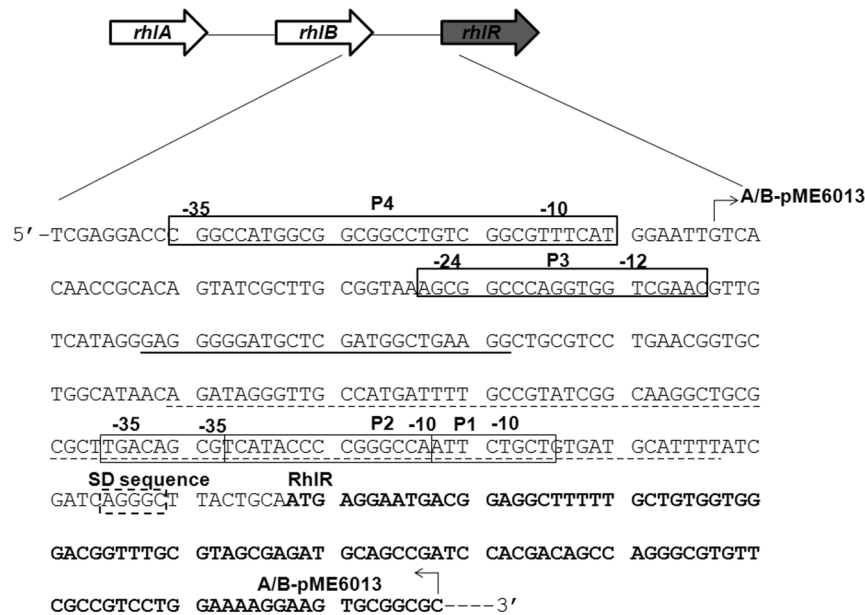 rhlA rhlB rhlR
A/B-pME6013
-35 P4 -10
5’-TCGAGGACCC GGCCATGGCG GCGGCCTGTC GGCGTTTCAT GGAATTGTCA
-24 P3 -12
CAACCGCACA GTATCGCTTG CGGTAAAGCG GCCCAGGTGG TCGAACGTTG
TCATAGGGAG GGGGATGCTC GATGGCTGAA GGCTGCGTCC TGAACGGTGC
TGGCATAACA GATAGGGTTG CCATGATTTT GCCGTATCGG CAAGGCTGCG
-35 -35 P2 -10 P1 -10
CGCTTGACAG CGTCATACCC CGGGCCAATT CTGCTGTGAT GCATTTTATC
SD sequence RhlR
GATCAGGGCT TACTGCAATG AGGAATGACG GAGGCTTTTT GCTGTGGTGG
GACGGTTTGC GTAGCGAGAT GCAGCCGATC CACGACAGCC AGGGCGTGTT
A/B-pME6013
CGCCGTCCTG GAAAAGGAAG TGCGGCGC----3’